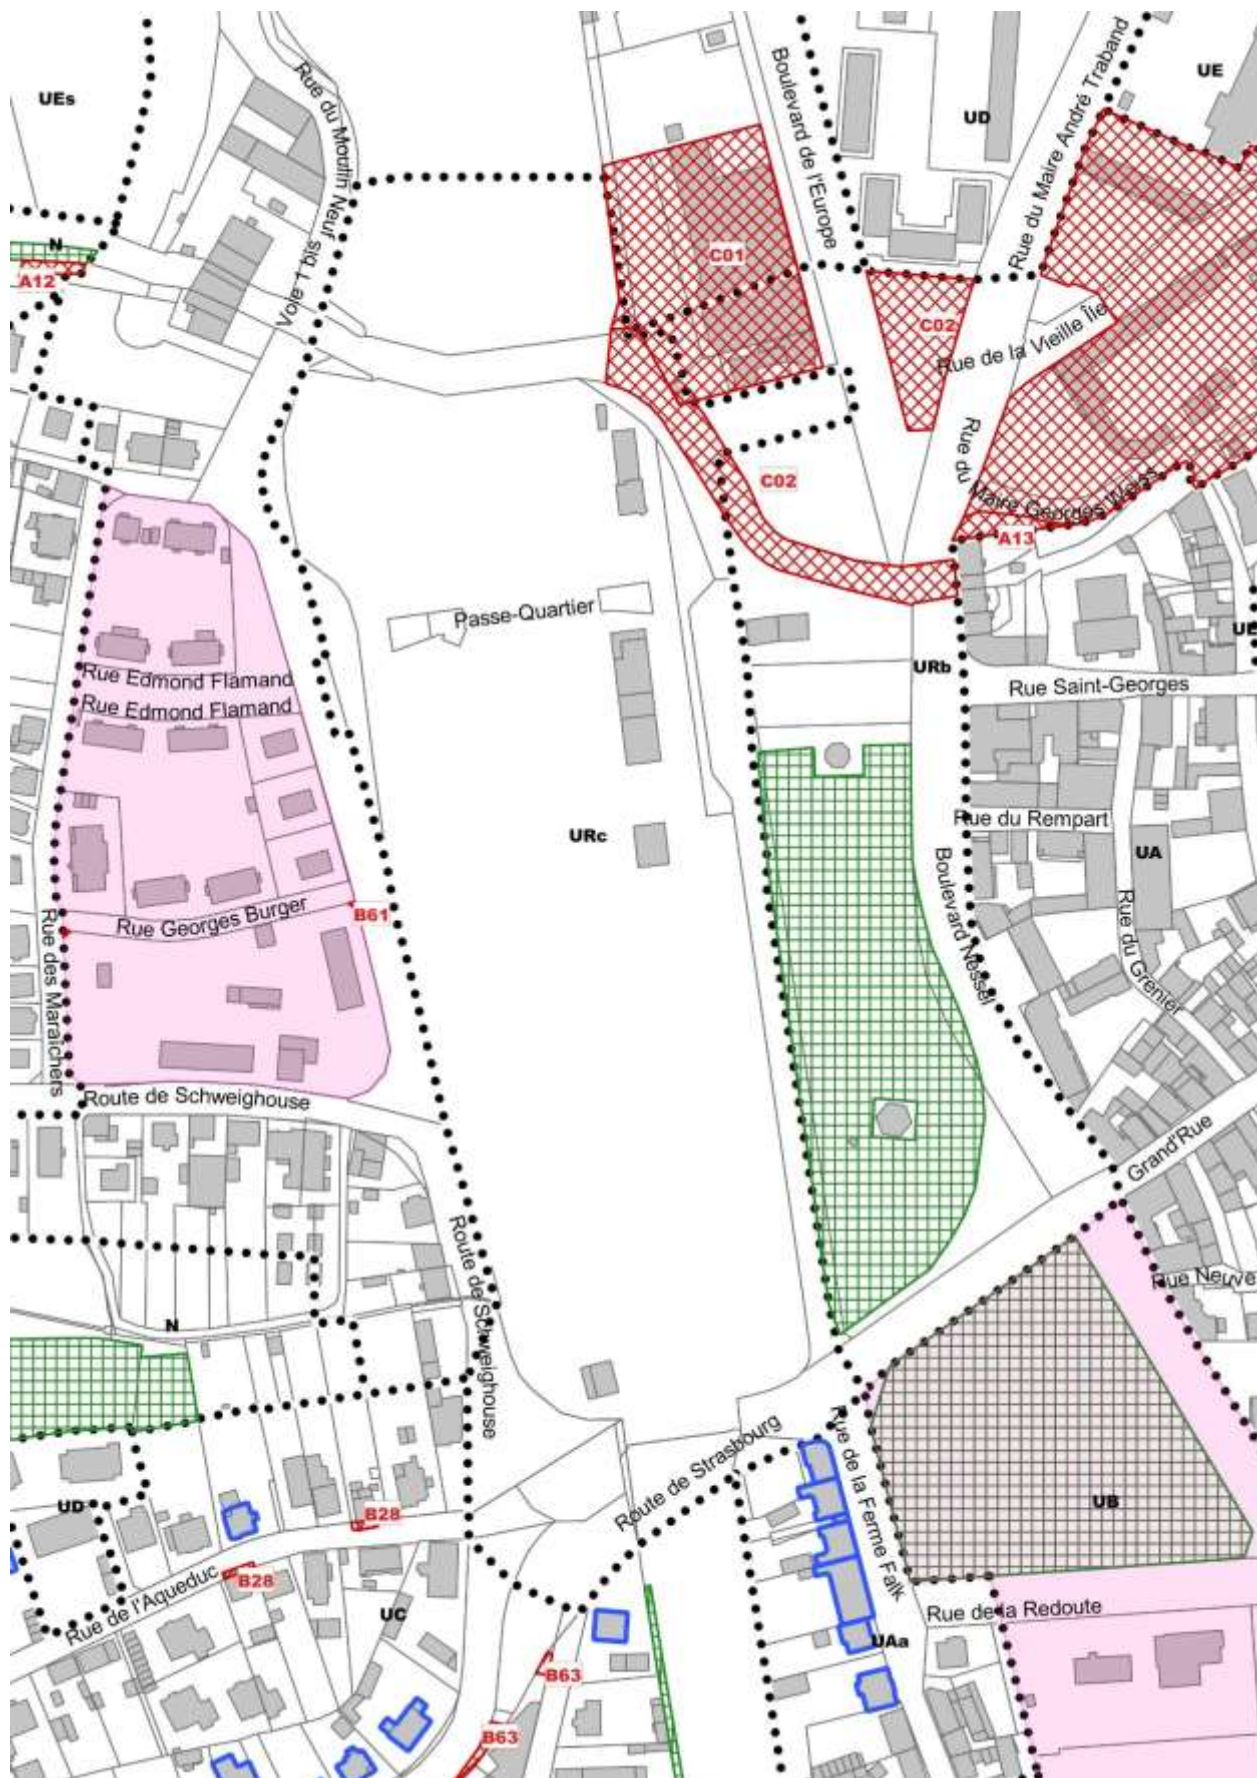 UEs
Rue du Moulin Neuf
Boulevard de l'Europe
UD
Rue du Maire André Traband
UE
N
A12
Voie 1 bis
C01
C02
Rue de la Vieille Île
Rue du Maire Georges Weiss
C02
A13
Passe-Quartier
Rue Edmond Flamand
Rue Edmond Flamand
URb
Rue Saint-Georges
URc
Rue du Rempart
UA
Boulevard Nessel
Rue du Grenier
B61
Rue Georges Burger
Rue des Maraîchers
Route de Schweighouse
Grand'Rue
Route de Schweighouse
Rue Neuve
N
Route de Strasbourg
Rue de la Ferme Falk
UB
UD
B28
B28
Rue de l'Aqueduc
UC
Rue de la Redoute
UAa
B63
B63